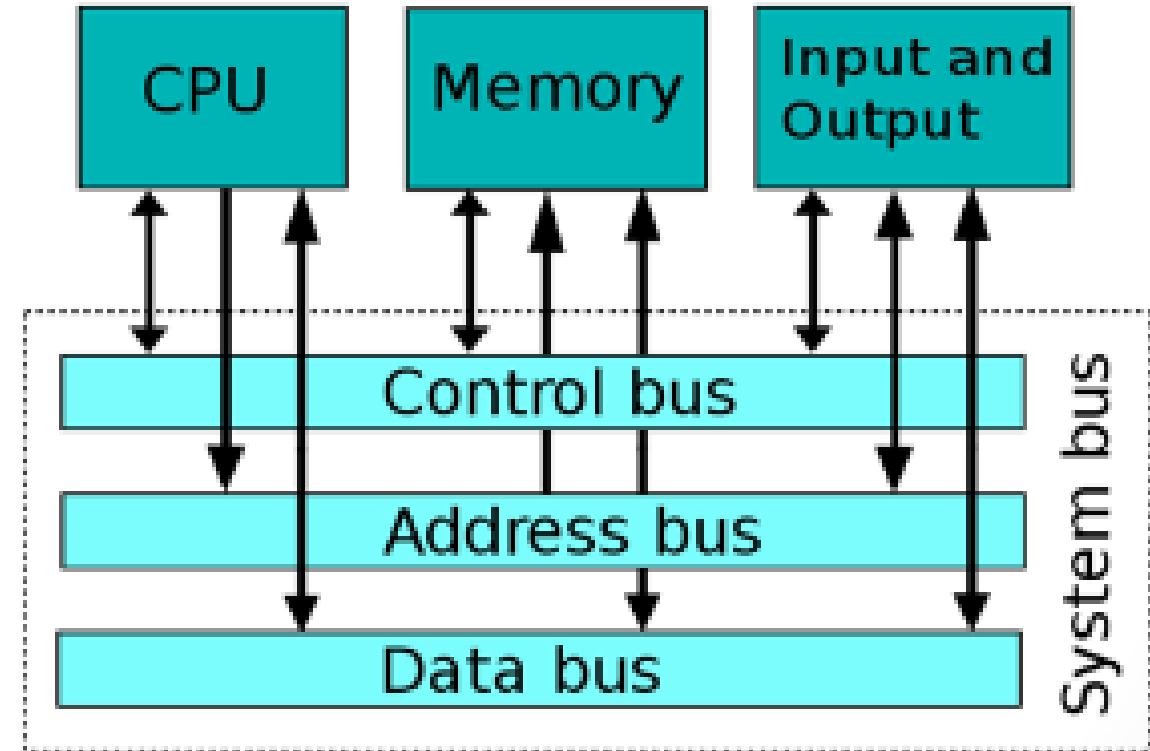 CPU
Memory
Input and
Output
Control bus
Address bus
Data bus
System bus